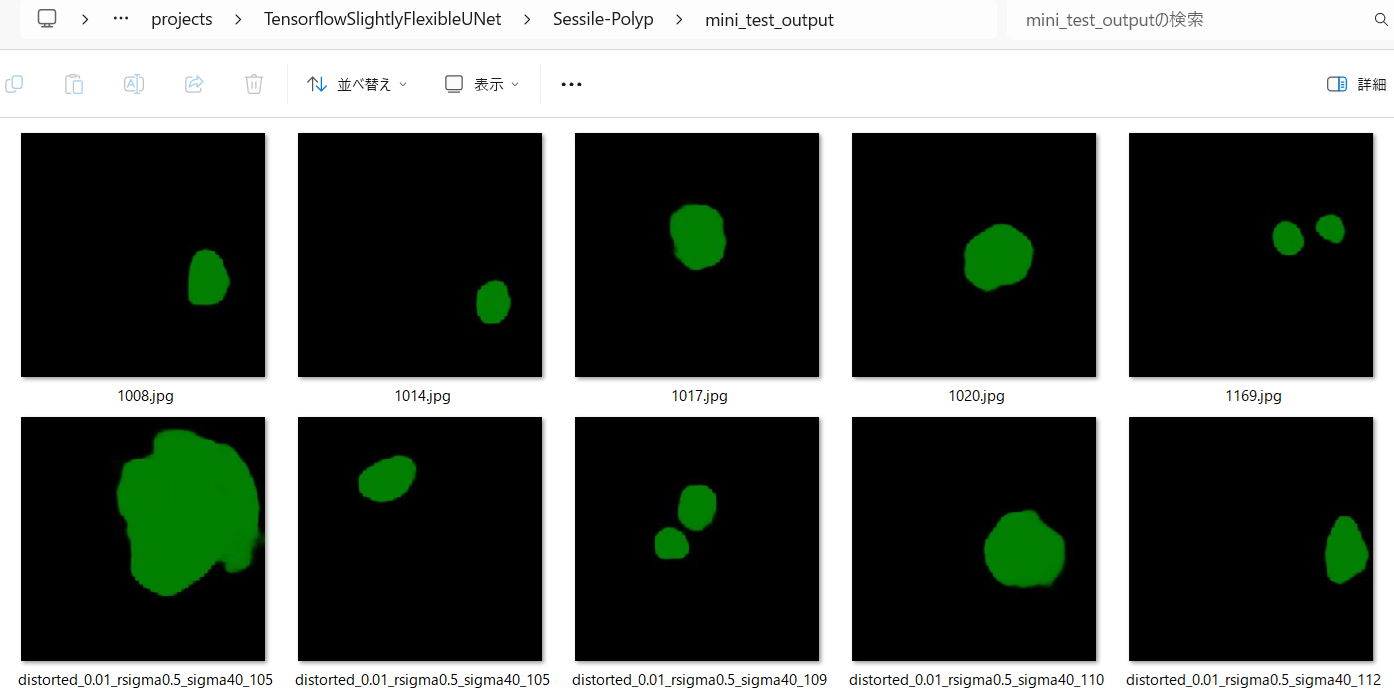 projects > TensorflowSlightlyFlexibleUNet > Sessile-Polyp > mini_test_output
mini_test_outputの検索
並べ替え
表示
詳細
1008.jpg
1014.jpg
1017.jpg
1020.jpg
1169.jpg
distorted_0.01_rsigma0.5_sigma40_105
distorted_0.01_rsigma0.5_sigma40_105
distorted_0.01_rsigma0.5_sigma40_109
distorted_0.01_rsigma0.5_sigma40_110
distorted_0.01_rsigma0.5_sigma40_112